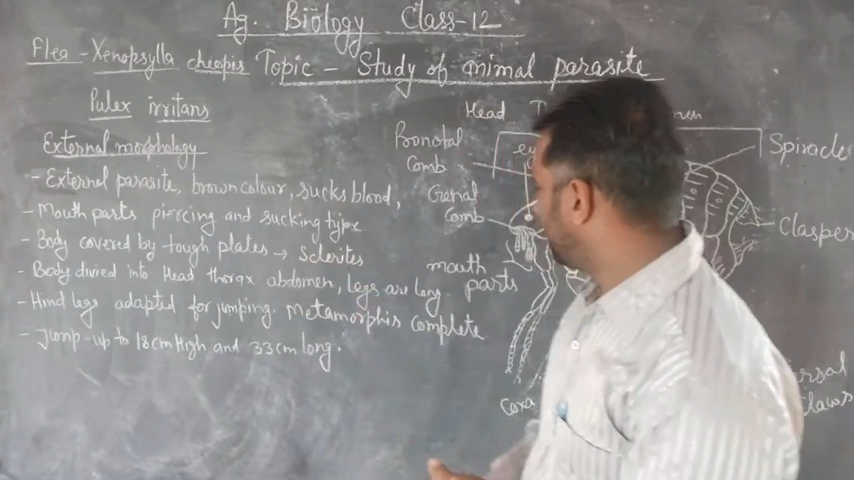 Ag. Biology Class-12
Flea - Xenopsylla cheopis Topic - Study of animal parasite
Pulex irritans
External morphology
- External parasite, brown colour, sucks blood,
- Mouth parts piercing and sucking type
- Body covered by tough plates → Sclerites
- Body divied into Head thorax abdomen, legs are long
- Hind legs adapted for jumping. Metamorphis complete
- Jump-up to 18cm High and 33cm long.
Head
Pronotal
Comb
Genal
Comb
mouth
parts
Coxa
Spiracle
Clasper
Claws